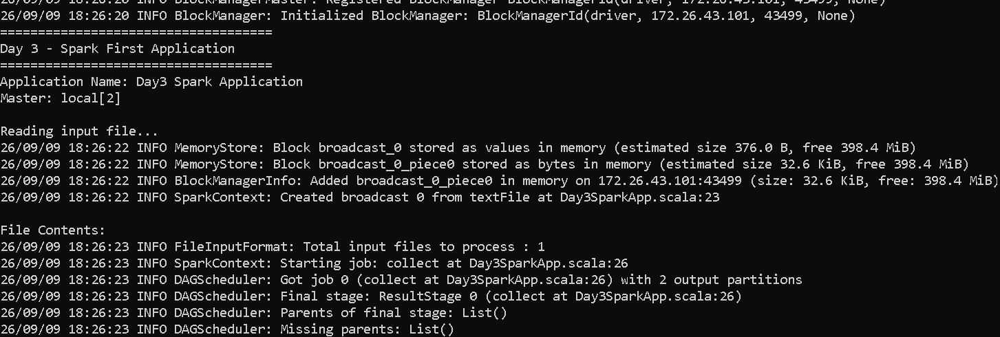 26/09/09 18:26:20 INFO BlockManagerMaster: Registered BlockManager BlockManagerId(driver, 172.26.43.101, 43499, None)
26/09/09 18:26:20 INFO BlockManager: Initialized BlockManager: BlockManagerId(driver, 172.26.43.101, 43499, None)
====================================
Day 3 - Spark First Application
====================================
Application Name: Day3 Spark Application
Master: local[2]
Reading input file...
26/09/09 18:26:22 INFO MemoryStore: Block broadcast_0 stored as values in memory (estimated size 376.0 B, free 398.4 MiB)
26/09/09 18:26:22 INFO MemoryStore: Block broadcast_0_piece0 stored as bytes in memory (estimated size 32.6 KiB, free 398.4 MiB)
26/09/09 18:26:22 INFO BlockManagerInfo: Added broadcast_0_piece0 in memory on 172.26.43.101:43499 (size: 32.6 KiB, free: 398.4 MiB)
26/09/09 18:26:22 INFO SparkContext: Created broadcast 0 from textFile at Day3SparkApp.scala:23
File Contents:
26/09/09 18:26:23 INFO FileInputFormat: Total input files to process : 1
26/09/09 18:26:23 INFO SparkContext: Starting job: collect at Day3SparkApp.scala:26
26/09/09 18:26:23 INFO DAGScheduler: Got job 0 (collect at Day3SparkApp.scala:26) with 2 output partitions
26/09/09 18:26:23 INFO DAGScheduler: Final stage: ResultStage 0 (collect at Day3SparkApp.scala:26)
26/09/09 18:26:23 INFO DAGScheduler: Parents of final stage: List()
26/09/09 18:26:23 INFO DAGScheduler: Missing parents: List()